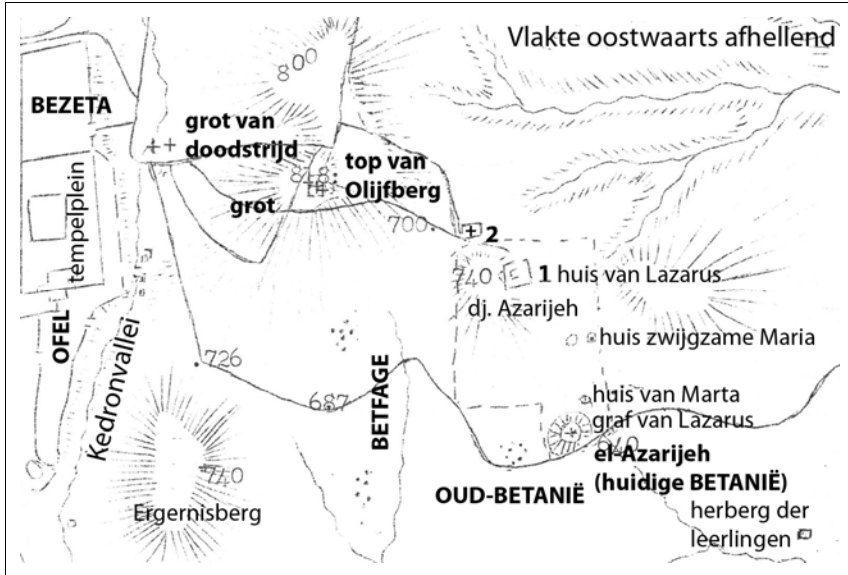 Vlakte oostwaarts afhellend
800
BEZETA
grot van
doodstrijd
top van
Olijfberg
818
grot
tempelplein
700
2
740
1 huis van Lazarus
dj. Azarijeh
OFEL
Kedronvallei
huis zwijgzame Maria
726
687
BETFAGE
huis van Marta
graf van Lazarus
640
el-Azarijeh
(huidige BETANIË)
740
OUD-BETANIË
Ergernisberg
herberg der
leerlingen